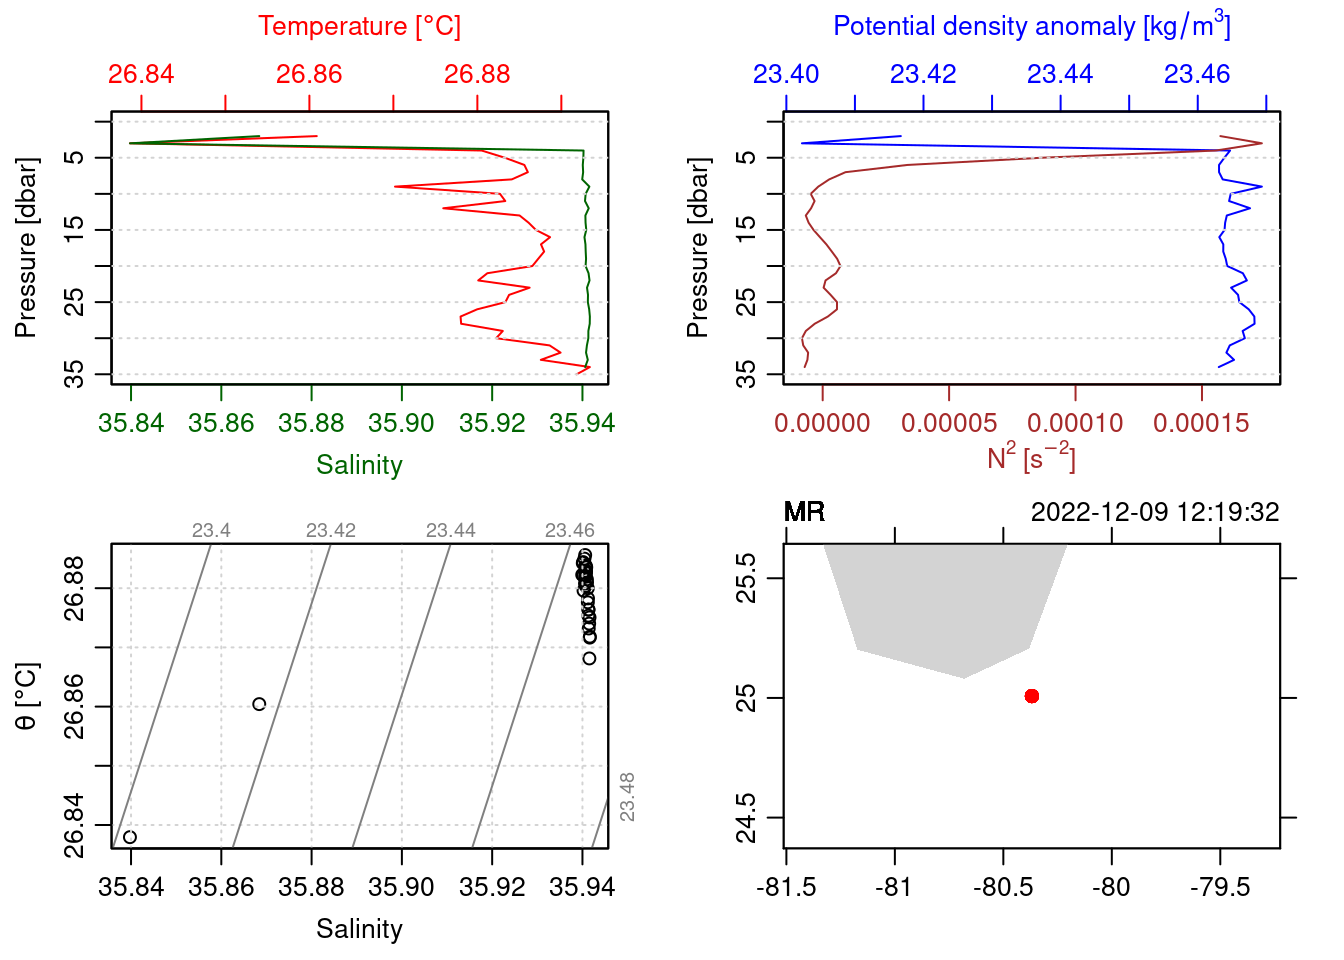 Temperature [°C]
26.84 26.86 26.88
Pressure [dbar]
5
15
25
35
35.84 35.86 35.88 35.90 35.92 35.94
Salinity
Potential density anomaly [kg/m³]
23.40 23.42 23.44 23.46
Pressure [dbar]
5
15
25
35
0.00000 0.00005 0.00010 0.00015
N² [s⁻²]
23.4 23.42 23.44 23.46
23.48
θ [°C]
26.88
26.86
26.84
35.84 35.86 35.88 35.90 35.92 35.94
Salinity
MR 2022-12-09 12:19:32
25.5
25
24.5
-81.5 -81 -80.5 -80 -79.5